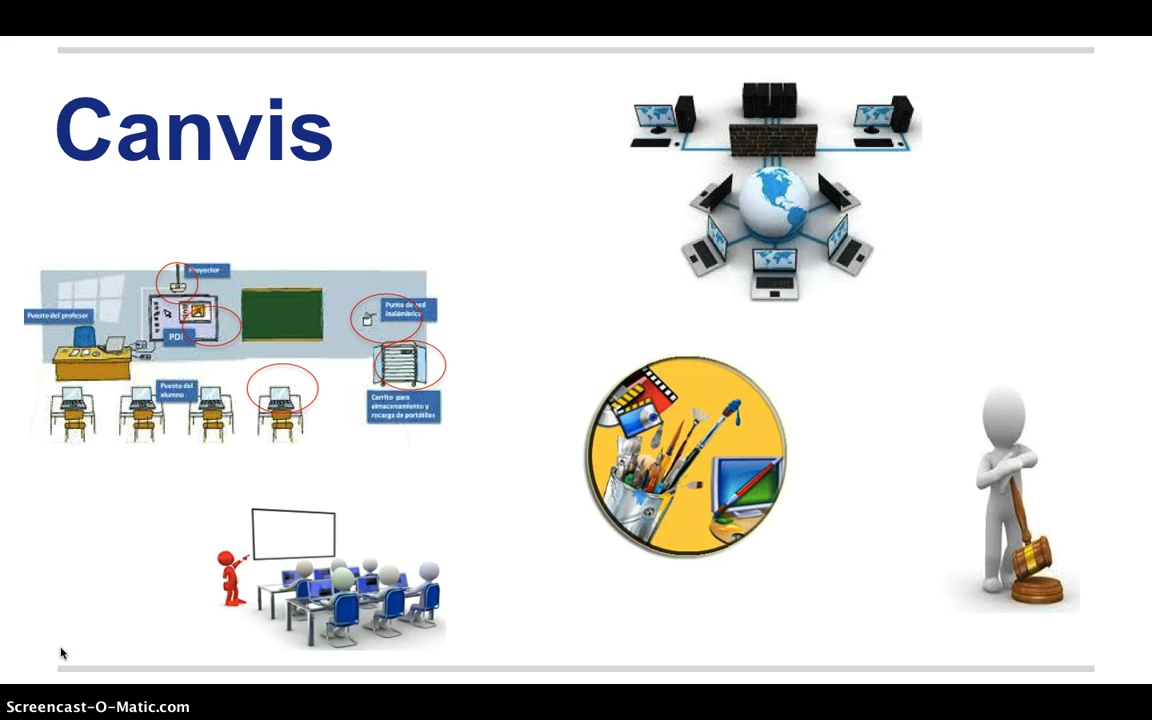 Canvis
Proyector
Puesto del profesor
PDI
Punto de red
inalámbrica
Puesto del
alumno
Carrito para
almacenamiento y
recarga de portátiles
Screencast-O-Matic.com